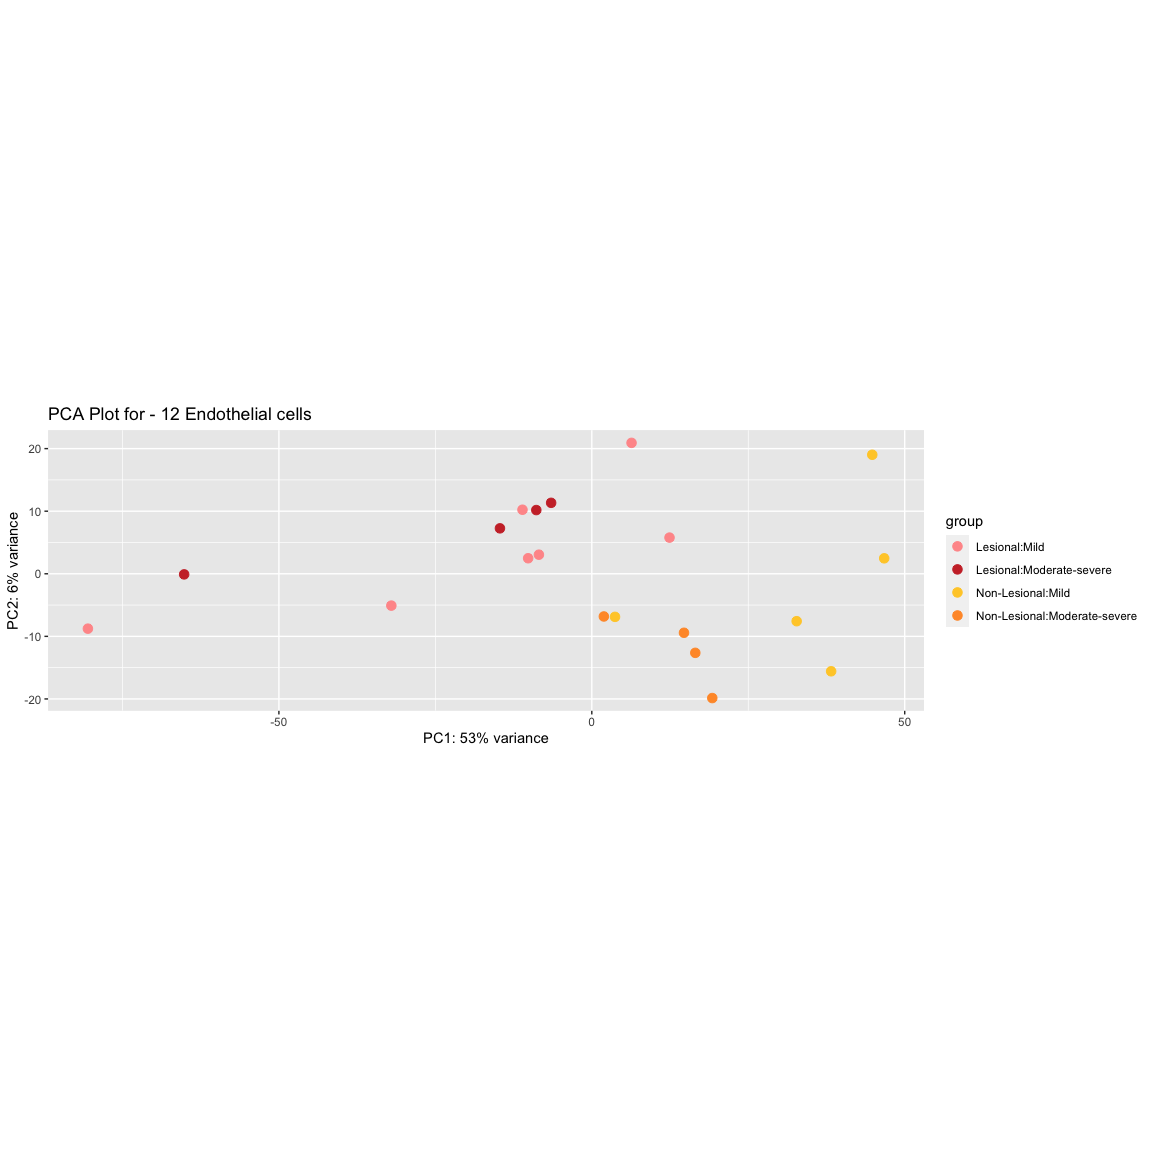 PCA Plot for - 12 Endothelial cells
20
10
0
-10
-20
PC2: 6% variance
-50
0
50
PC1: 53% variance
group
Lesional:Mild
Lesional:Moderate-severe
Non-Lesional:Mild
Non-Lesional:Moderate-severe